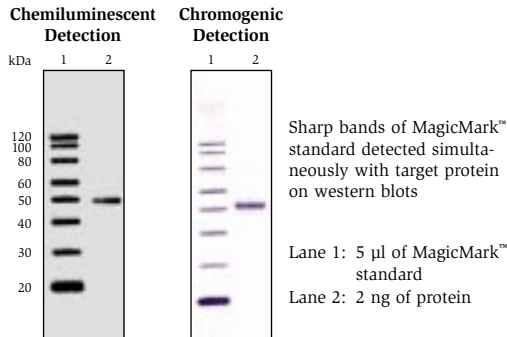 Chemiluminescent
Detection
Chromogenic
Detection
kDa 1 2
1 2
120
100
80
60
50
40
30
20
Sharp bands of MagicMark™
standard detected simulta-
neously with target protein
on western blots
Lane 1: 5 µl of MagicMark™
standard
Lane 2: 2 ng of protein